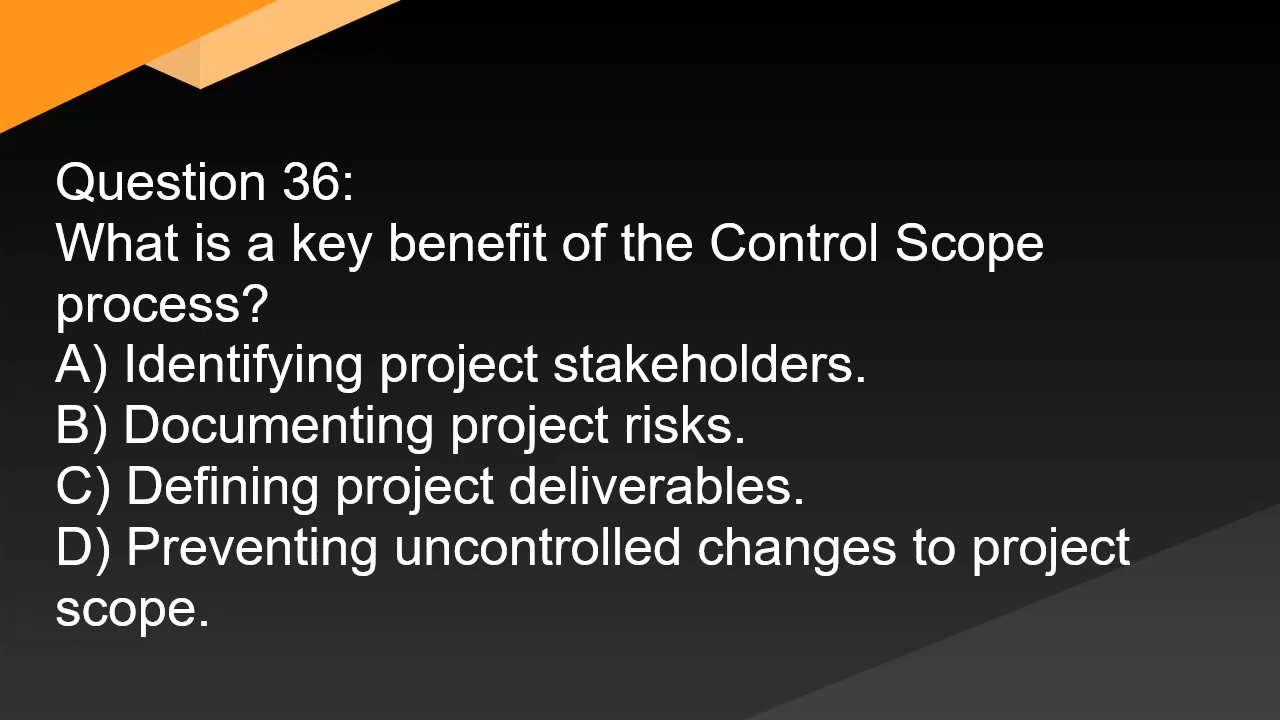 Question 36:
What is a key benefit of the Control Scope
process?
A) Identifying project stakeholders.
B) Documenting project risks.
C) Defining project deliverables.
D) Preventing uncontrolled changes to project
scope.